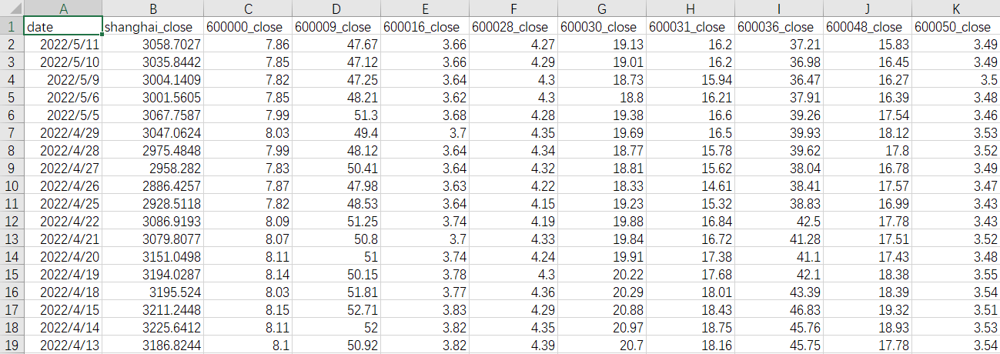 A B C D E F G H I J K
1 date shanghai_close 600000_close 600009_close 600016_close 600028_close 600030_close 600031_close 600036_close 600048_close 600050_close
2 2022/5/11 3058.7027 7.86 47.67 3.66 4.27 19.13 16.2 37.21 15.83 3.49
3 2022/5/10 3035.8442 7.85 47.12 3.66 4.29 19.01 16.2 36.98 16.45 3.49
4 2022/5/9 3004.1409 7.82 47.25 3.64 4.3 18.73 15.94 36.47 16.27 3.5
5 2022/5/6 3001.5605 7.85 48.21 3.62 4.3 18.8 16.21 37.91 16.39 3.48
6 2022/5/5 3067.7587 7.99 51.3 3.68 4.28 19.38 16.6 39.26 17.54 3.46
7 2022/4/29 3047.0624 8.03 49.4 3.7 4.35 19.69 16.5 39.93 18.12 3.53
8 2022/4/28 2975.4848 7.99 48.12 3.64 4.34 18.77 15.78 39.62 17.8 3.52
9 2022/4/27 2958.282 7.83 50.41 3.64 4.32 18.81 15.62 38.04 16.78 3.49
10 2022/4/26 2886.4257 7.87 47.98 3.63 4.22 18.33 14.61 38.41 17.57 3.47
11 2022/4/25 2928.5118 7.82 48.53 3.64 4.15 19.23 15.32 38.83 16.99 3.43
12 2022/4/22 3086.9193 8.09 51.25 3.74 4.19 19.88 16.84 42.5 17.78 3.43
13 2022/4/21 3079.8077 8.07 50.8 3.7 4.33 19.84 16.72 41.28 17.51 3.52
14 2022/4/20 3151.0498 8.11 51 3.74 4.24 19.91 17.38 41.1 17.43 3.48
15 2022/4/19 3194.0287 8.14 50.15 3.78 4.3 20.22 17.68 42.1 18.38 3.55
16 2022/4/18 3195.524 8.03 51.81 3.77 4.36 20.29 18.01 43.39 18.39 3.54
17 2022/4/15 3211.2448 8.15 52.71 3.83 4.29 20.88 18.43 46.83 19.32 3.51
18 2022/4/14 3225.6412 8.11 52 3.82 4.35 20.97 18.75 45.76 18.93 3.53
19 2022/4/13 3186.8244 8.1 50.92 3.82 4.39 20.7 18.16 45.75 17.78 3.54